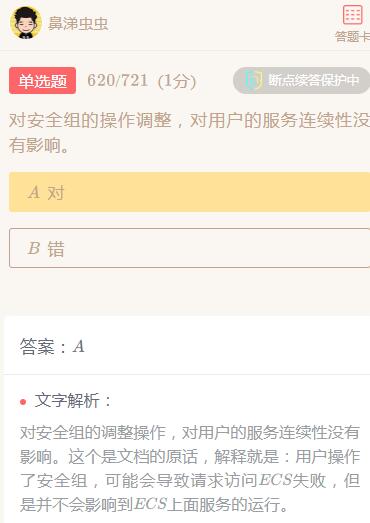 鼻涕虫虫
答题卡
单选题 620/721 (1分) 断点续答保护中
对安全组的操作调整，对用户的服务连续性没
有影响。
A 对
B 错
答案：A
文字解析：
对安全组的调整操作，对用户的服务连续性没有
影响。这个是文档的原话，解释就是：用户操作
了安全组，可能会导致请求访问ECS失败，但
是并不会影响到ECS上面服务的运行。